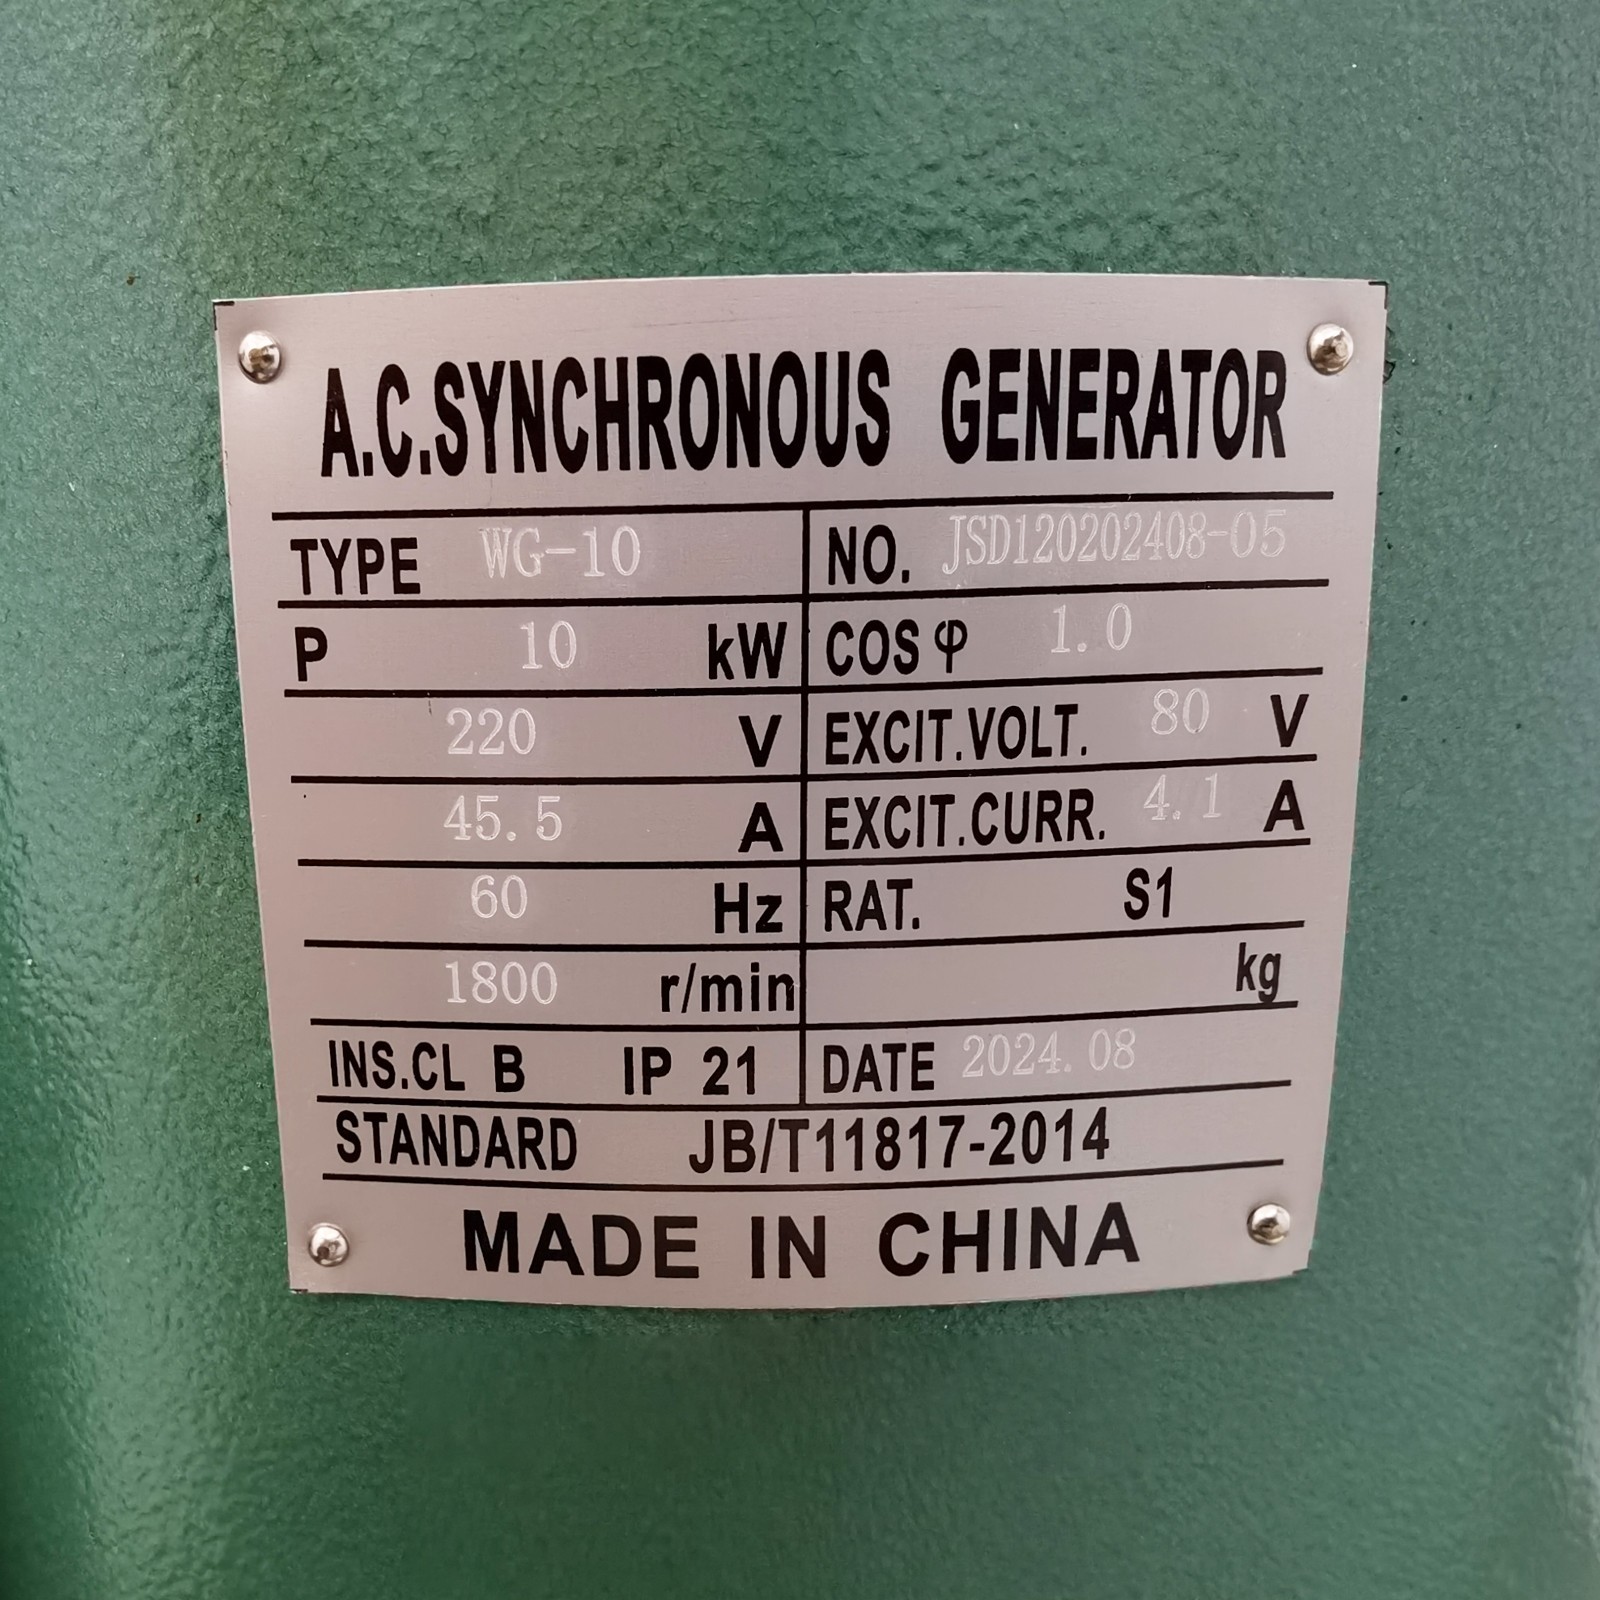 A.C.SYNCHRONOUS GENERATOR
TYPE WG-10 NO. JSD120202408-05
P 10 kW COS φ 1.0
220 V EXCIT.VOLT. 80 V
45.5 A EXCIT.CURR. 4.1 A
60 Hz RAT. S1
1800 r/min kg
INS.CL B IP 21 DATE 2024.08
STANDARD JB/T11817-2014
MADE IN CHINA